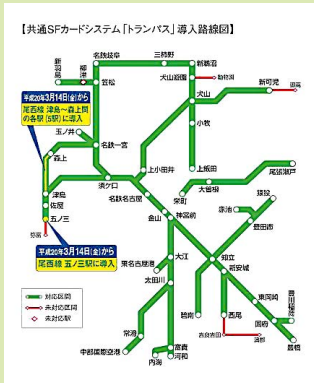 【共通SFカードシステム「トランパス」導入路線図】
名鉄岐阜
三柿野
新鵜沼
新羽島
柳津
笠松
犬山遊園
動物園
新可児
御嵩
犬山
平成20年3月14日(金)から
尾西線 津島〜森上間
の各駅(5駅)に導入
玉ノ井
名鉄一宮
小牧
森上
上小田井
上飯田
尾張瀬戸
津島
須ケ口
大曽根
佐屋
名鉄名古屋
栄町
猿投
五ノ三
金山
神宮前
赤池
弥富
豊田市
平成20年3月14日(金)から
尾西線 五ノ三駅に導入
大江
知立
東名古屋港
新安城
太田川
東岡崎
豊川稲荷
対応区間
未対応区間
未対応駅
碧南
西尾
国府
常滑
吉良吉田
蒲郡
豊橋
富貴
中部国際空港
内海
河和